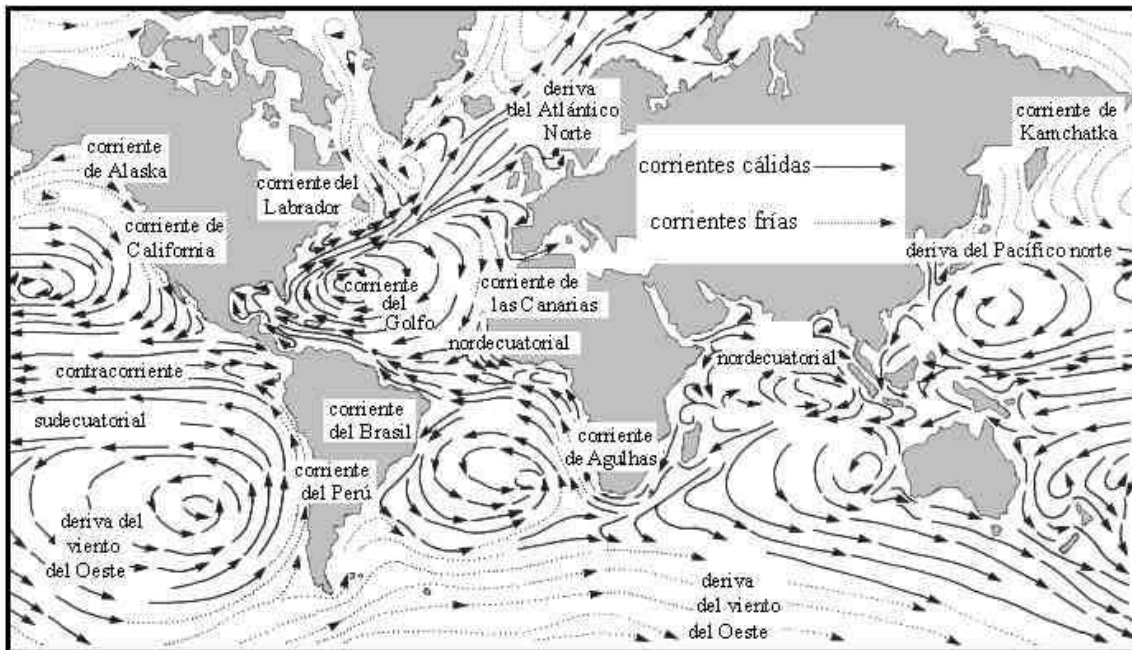 deriva
del Atlántico
Norte
corriente de
Kamchatka
corriente
de Alaska
corriente del
Labrador
corrientes cálidas
corrientes frías
corriente de
California
deriva del Pacífico norte
corriente
del
Golfo
corriente de
las Canarias
nordecuatorial
nordecuatorial
contracorriente
sudecuatorial
corriente
del Brasil
corriente
de Agulhas
corriente
del Perú
deriva del
viento
del Oeste
deriva
del viento
del Oeste